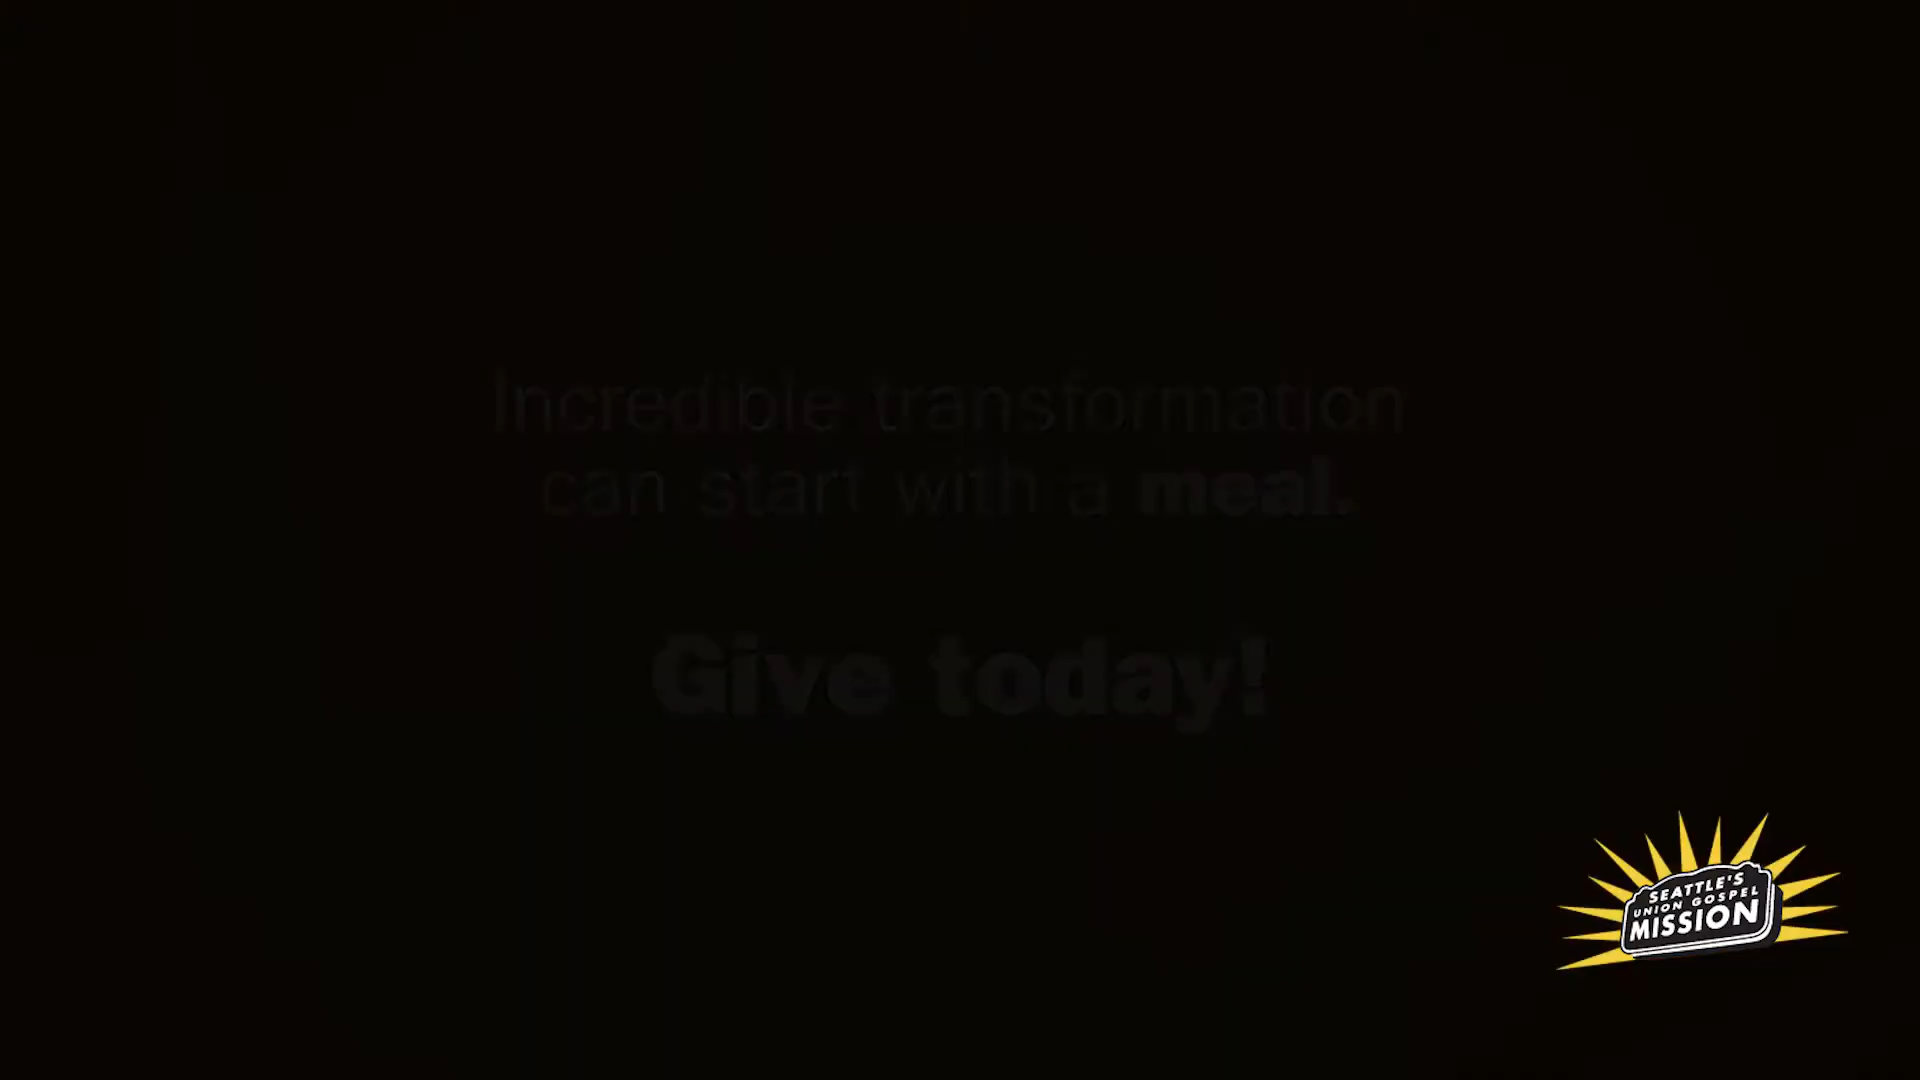 Incredible transformation
can start with a meal.
Give today!
SEATTLE'S
UNION GOSPEL
MISSION